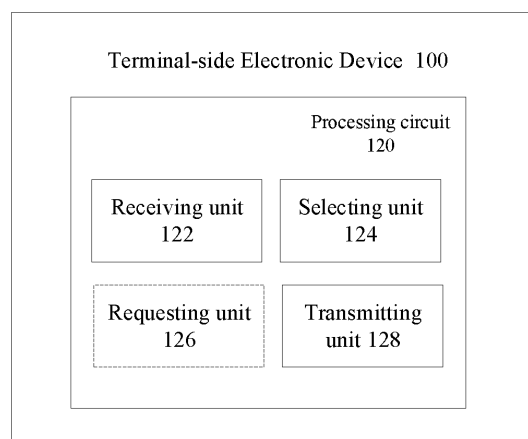 Terminal-side Electronic Device 100
Processing circuit
120
Receiving unit
122
Selecting unit
124
Requesting unit
126
Transmitting
unit 128